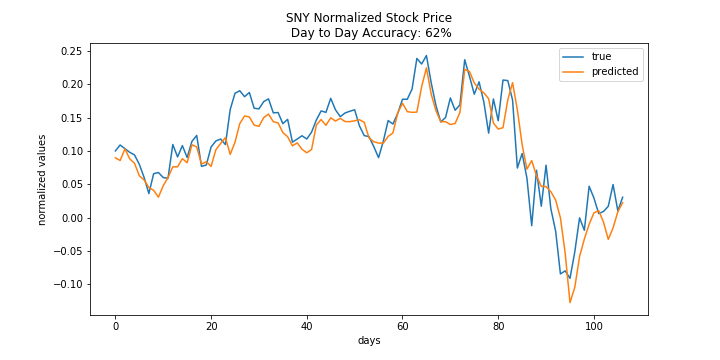 SNY Normalized Stock Price
Day to Day Accuracy: 62%
true
predicted
normalized values
0.25
0.20
0.15
0.10
0.05
0.00
−0.05
−0.10
0
20
40
60
80
100
days